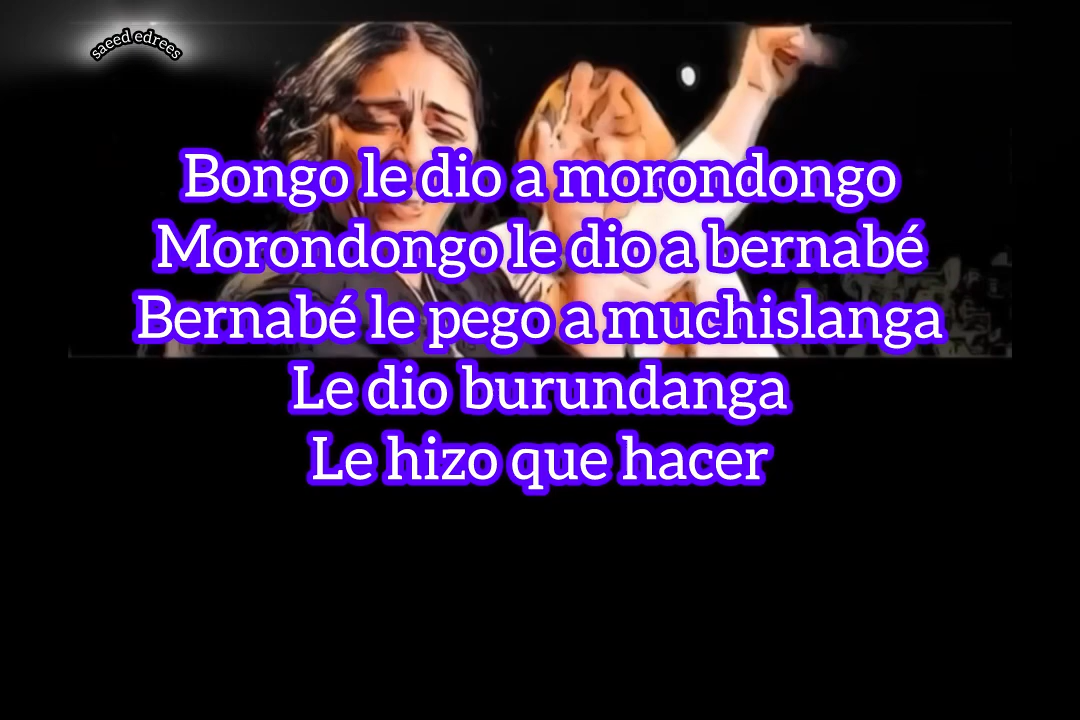 saeed edrees
Bongo le dio a morondongo
Morondongo le dio a bernabé
Bernabé le pego a muchislanga
Le dio burundanga
Le hizo que hacer